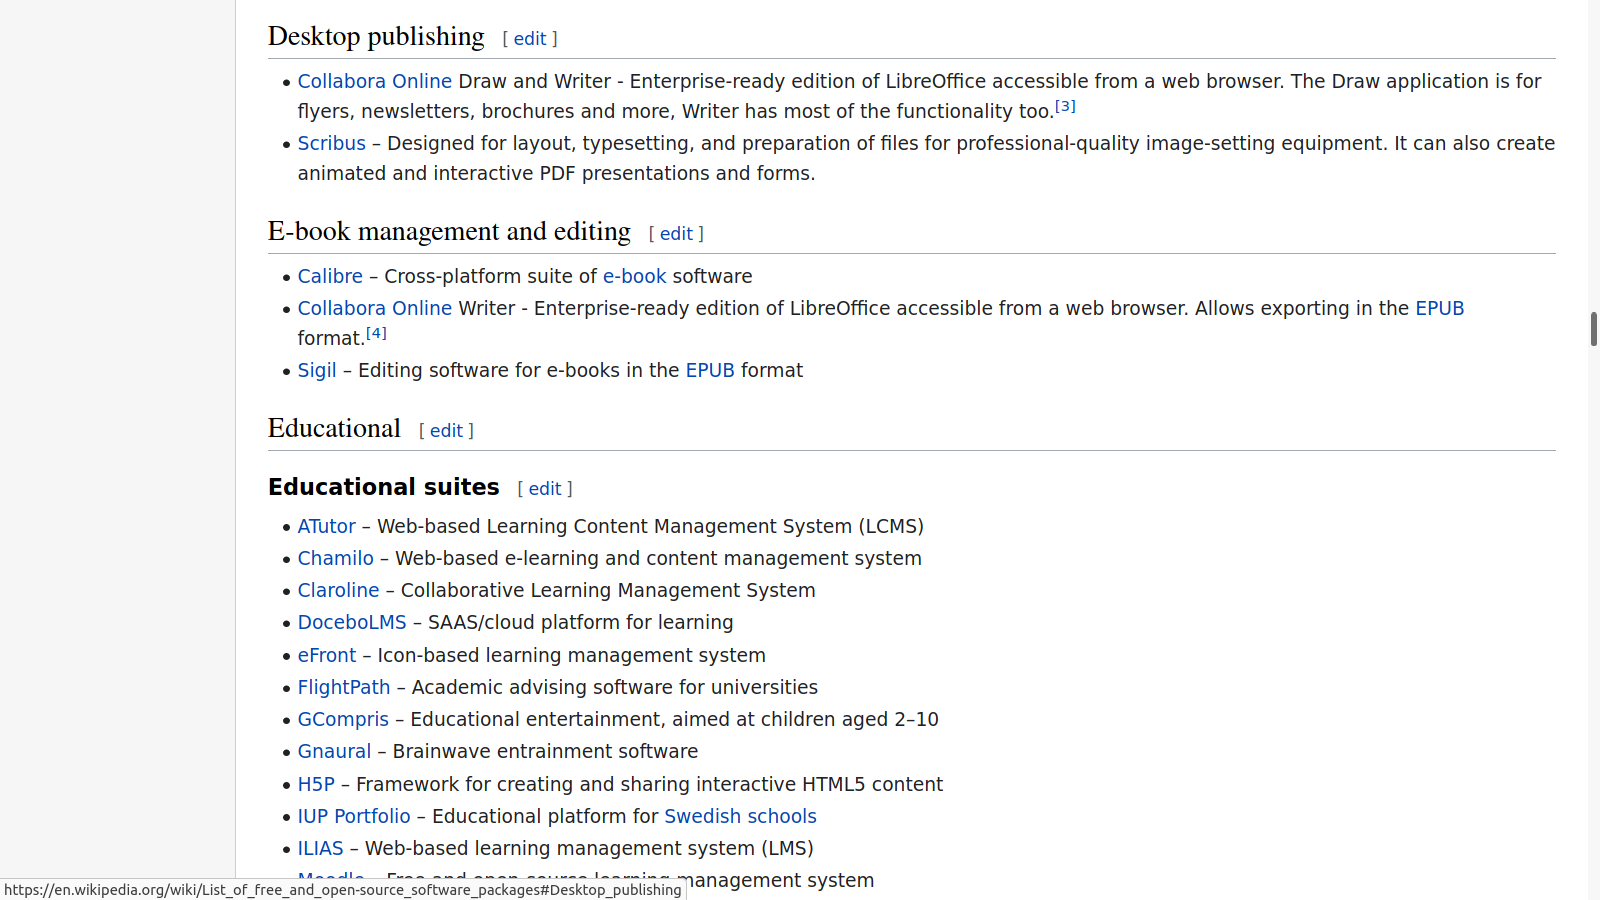 Desktop publishing [ edit ]
Collabora Online Draw and Writer - Enterprise-ready edition of LibreOffice accessible from a web browser. The Draw application is for
flyers, newsletters, brochures and more, Writer has most of the functionality too.[3]
Scribus – Designed for layout, typesetting, and preparation of files for professional-quality image-setting equipment. It can also create
animated and interactive PDF presentations and forms.
E-book management and editing [ edit ]
Calibre – Cross-platform suite of e-book software
Collabora Online Writer - Enterprise-ready edition of LibreOffice accessible from a web browser. Allows exporting in the EPUB
format.[4]
Sigil – Editing software for e-books in the EPUB format
Educational [ edit ]
Educational suites [ edit ]
ATutor – Web-based Learning Content Management System (LCMS)
Chamilo – Web-based e-learning and content management system
Claroline – Collaborative Learning Management System
DoceboLMS – SAAS/cloud platform for learning
eFront – Icon-based learning management system
FlightPath – Academic advising software for universities
GCompris – Educational entertainment, aimed at children aged 2–10
Gnaural – Brainwave entrainment software
H5P – Framework for creating and sharing interactive HTML5 content
IUP Portfolio – Educational platform for Swedish schools
ILIAS – Web-based learning management system (LMS)
Moodle – Free and open-source learning management system
https://en.wikipedia.org/wiki/List_of_free_and_open-source_software_packages#Desktop_publishing